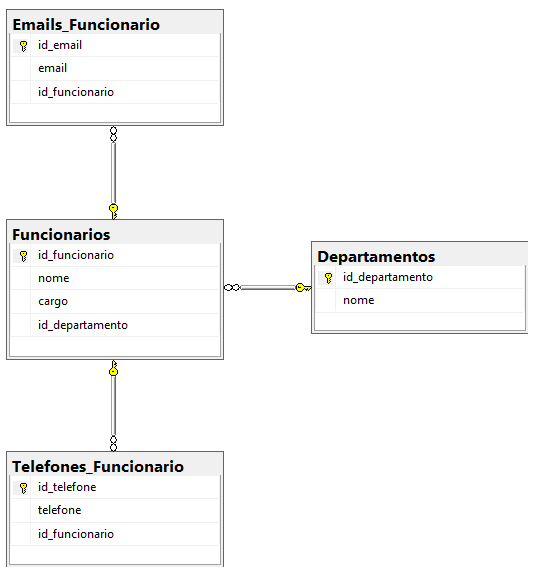 Emails_Funcionario
id_email
email
id_funcionario
Funcionarios
id_funcionario
nome
cargo
id_departamento
Departamentos
id_departamento
nome
Telefones_Funcionario
id_telefone
telefone
id_funcionario